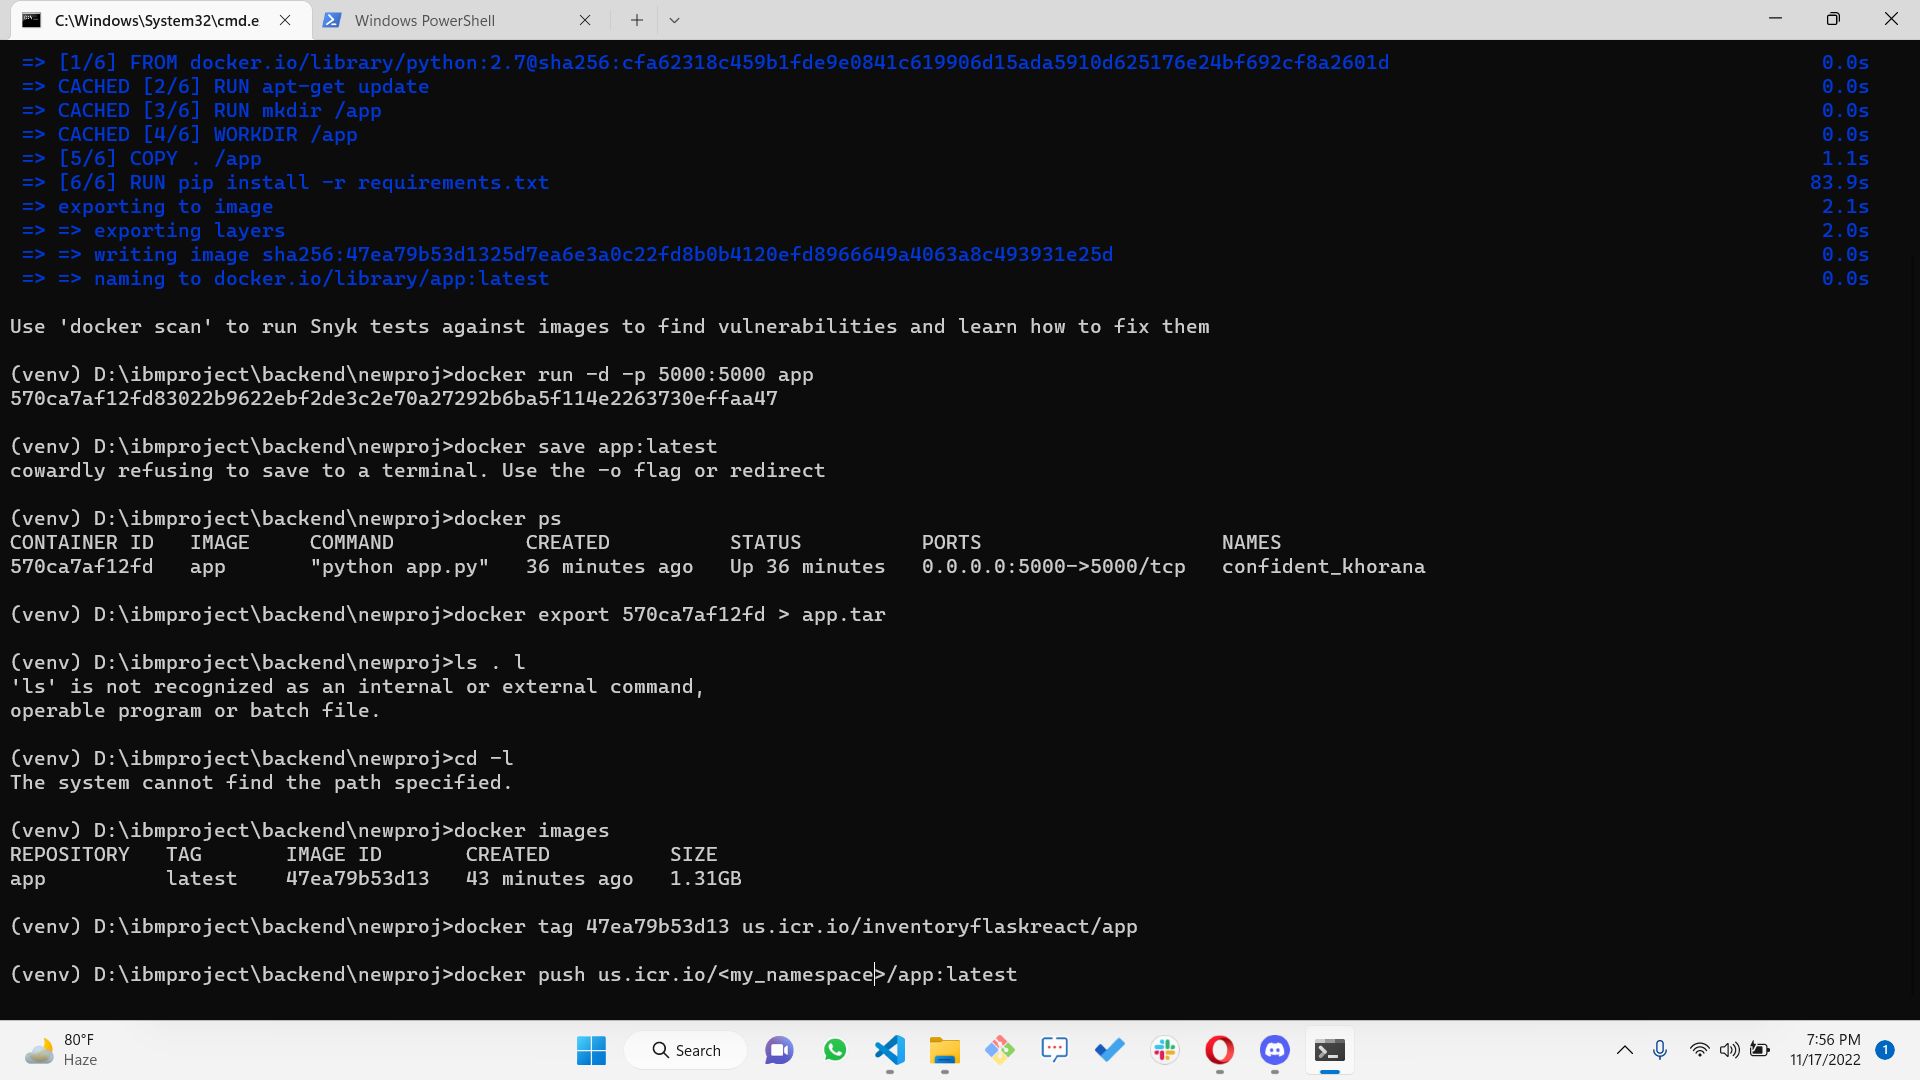 C:\Windows\System32\cmd.e
Windows PowerShell
=> [1/6] FROM docker.io/library/python:2.7@sha256:cfa62318c459b1fde9e0841c619906d15ada5910d625176e24bf692cf8a2601d 0.0s
=> CACHED [2/6] RUN apt-get update 0.0s
=> CACHED [3/6] RUN mkdir /app 0.0s
=> CACHED [4/6] WORKDIR /app 0.0s
=> [5/6] COPY . /app 1.1s
=> [6/6] RUN pip install -r requirements.txt 83.9s
=> exporting to image 2.1s
=> => exporting layers 2.0s
=> => writing image sha256:47ea79b53d1325d7ea6e3a0c22fd8b0b4120efd8966649a4063a8c493931e25d 0.0s
=> => naming to docker.io/library/app:latest 0.0s
Use 'docker scan' to run Snyk tests against images to find vulnerabilities and learn how to fix them
(venv) D:\ibmproject\backend\newproj>docker run -d -p 5000:5000 app
570ca7af12fd83022b9622ebf2de3c2e70a27292b6ba5f114e2263730effaa47
(venv) D:\ibmproject\backend\newproj>docker save app:latest
cowardly refusing to save to a terminal. Use the -o flag or redirect
(venv) D:\ibmproject\backend\newproj>docker ps
CONTAINER ID   IMAGE     COMMAND           CREATED          STATUS          PORTS                    NAMES
570ca7af12fd   app       "python app.py"   36 minutes ago   Up 36 minutes   0.0.0.0:5000->5000/tcp   confident_khorana
(venv) D:\ibmproject\backend\newproj>docker export 570ca7af12fd > app.tar
(venv) D:\ibmproject\backend\newproj>ls . l
'ls' is not recognized as an internal or external command,
operable program or batch file.
(venv) D:\ibmproject\backend\newproj>cd -l
The system cannot find the path specified.
(venv) D:\ibmproject\backend\newproj>docker images
REPOSITORY   TAG       IMAGE ID       CREATED          SIZE
app          latest    47ea79b53d13   43 minutes ago   1.31GB
(venv) D:\ibmproject\backend\newproj>docker tag 47ea79b53d13 us.icr.io/inventoryflaskreact/app
(venv) D:\ibmproject\backend\newproj>docker push us.icr.io/<my_namespace>/app:latest
80°F
Haze
Search
7:56 PM
11/17/2022
1